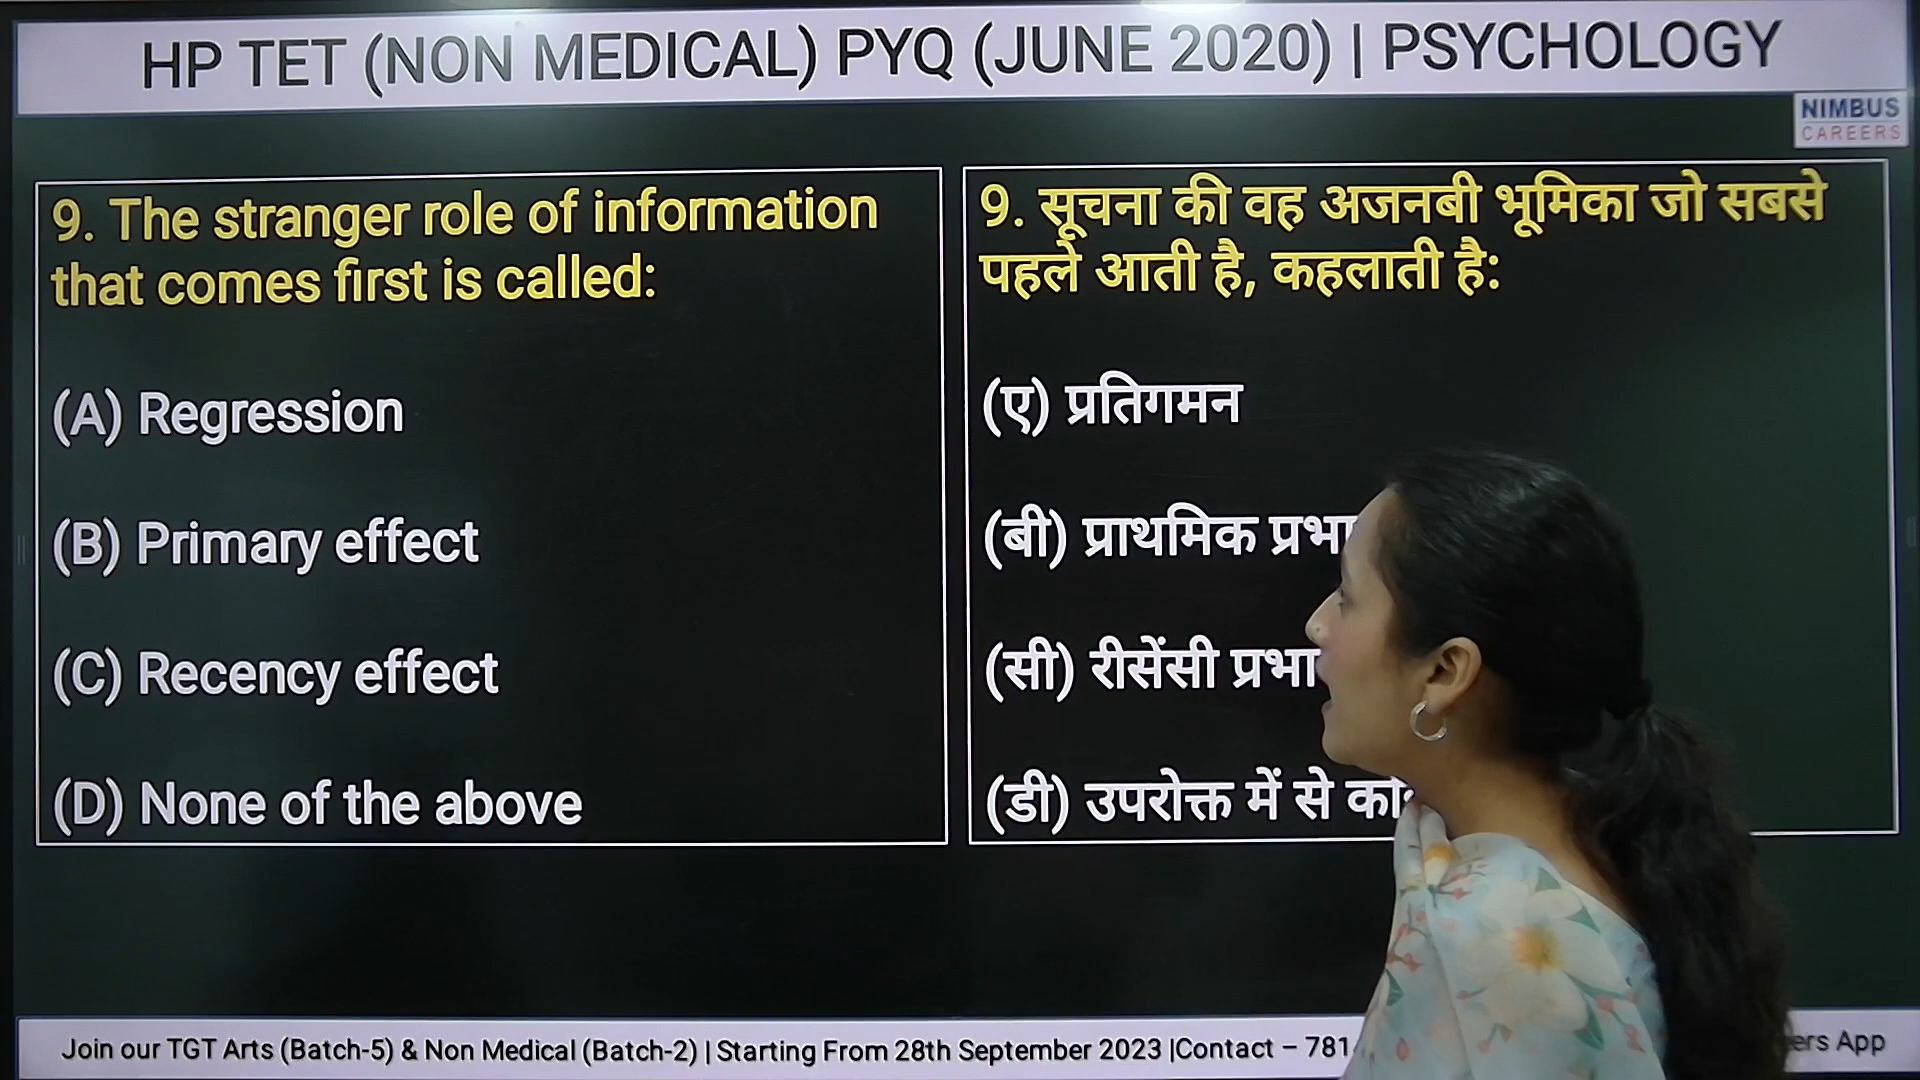 HP TET (NON MEDICAL) PYQ (JUNE 2020) | PSYCHOLOGY
NIMBUS
CAREERS
9. The stranger role of information
that comes first is called:
(A) Regression
(B) Primary effect
(C) Recency effect
(D) None of the above
9. सूचना की वह अजनबी भूमिका जो सबसे
पहले आती है, कहलाती है:
(ए) प्रतिगमन
(बी) प्राथमिक
(सी) रीसेंसी
(डी) उपरोक्त में से
Join our TGT Arts (Batch-5) & Non Medical (Batch-2) | Starting From 28th September 2023 |Contact – 781 App